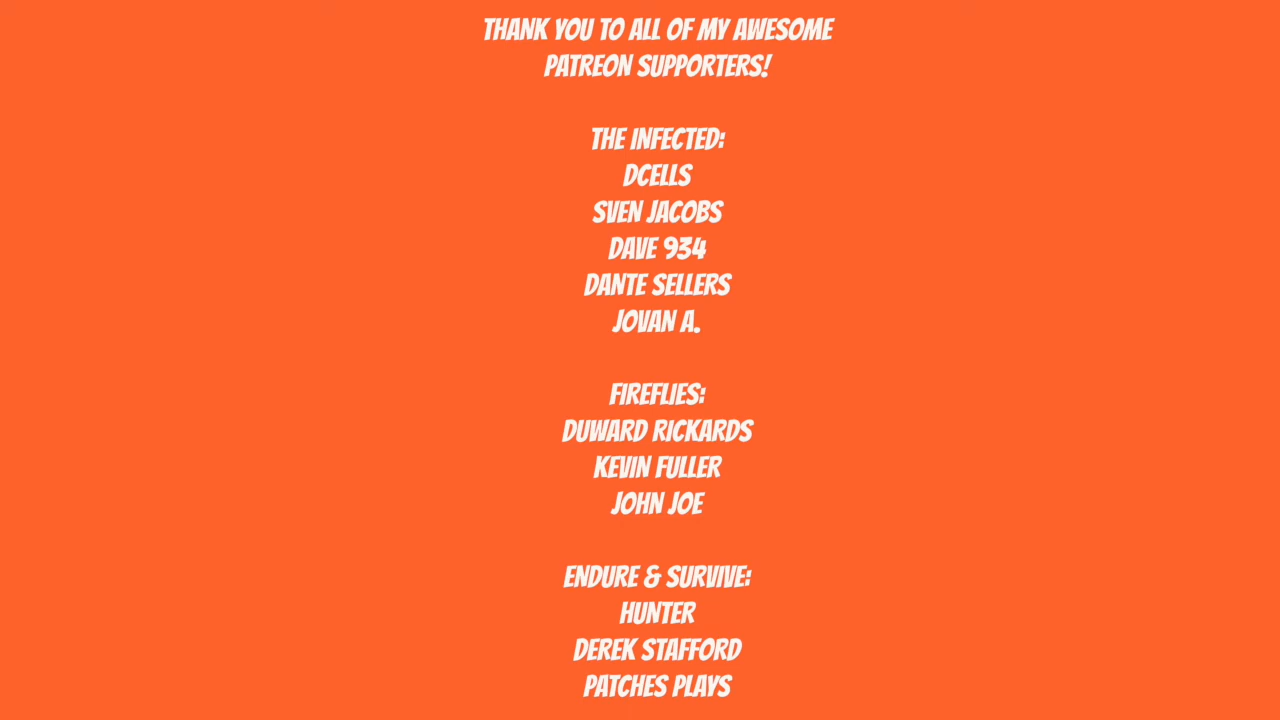 THANK YOU TO ALL OF MY AWESOME
PATREON SUPPORTERS!
THE INFECTED:
DCELLS
SVEN JACOBS
DAVE 934
DANTE SELLERS
JOVAN A.
FIREFLIES:
DUWARD RICKARDS
KEVIN FULLER
JOHN JOE
ENDURE & SURVIVE:
HUNTER
DEREK STAFFORD
PATCHES PLAYS